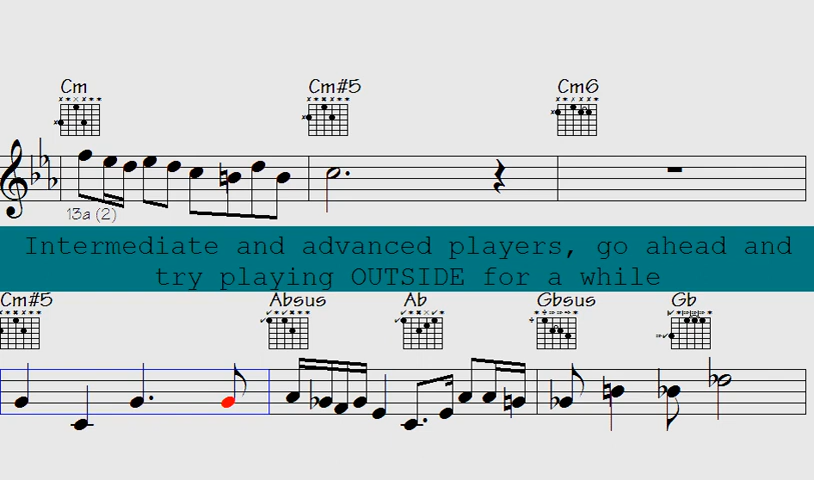 Cm Cm#5 Cm6
13a (2)
Intermediate and advanced players, go ahead and
try playing OUTSIDE for a while
Cm#5 Absus Ab Gbsus Gb